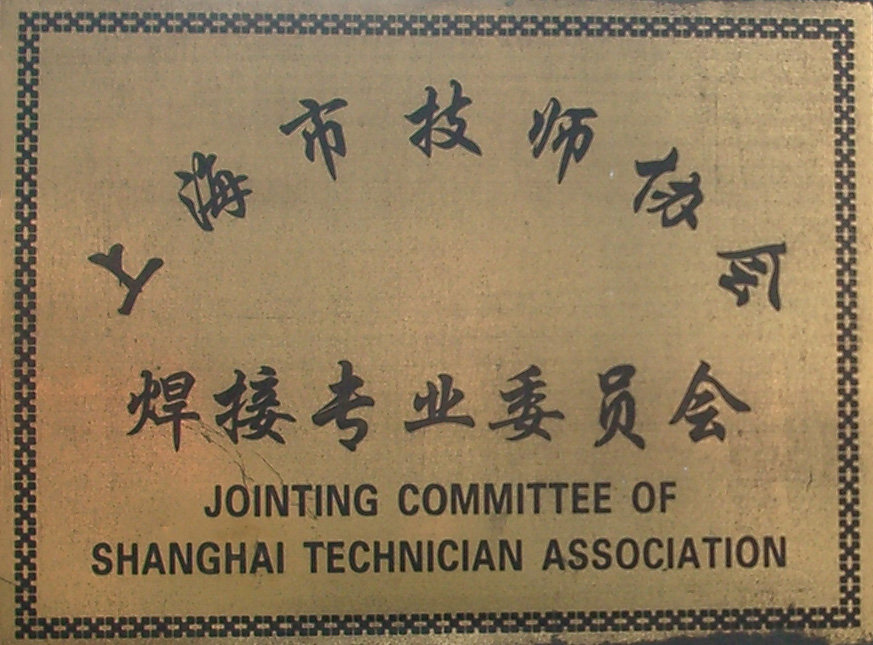 上海市技师协会
焊接专业委员会
JOINTING COMMITTEE OF
SHANGHAI TECHNICIAN ASSOCIATION